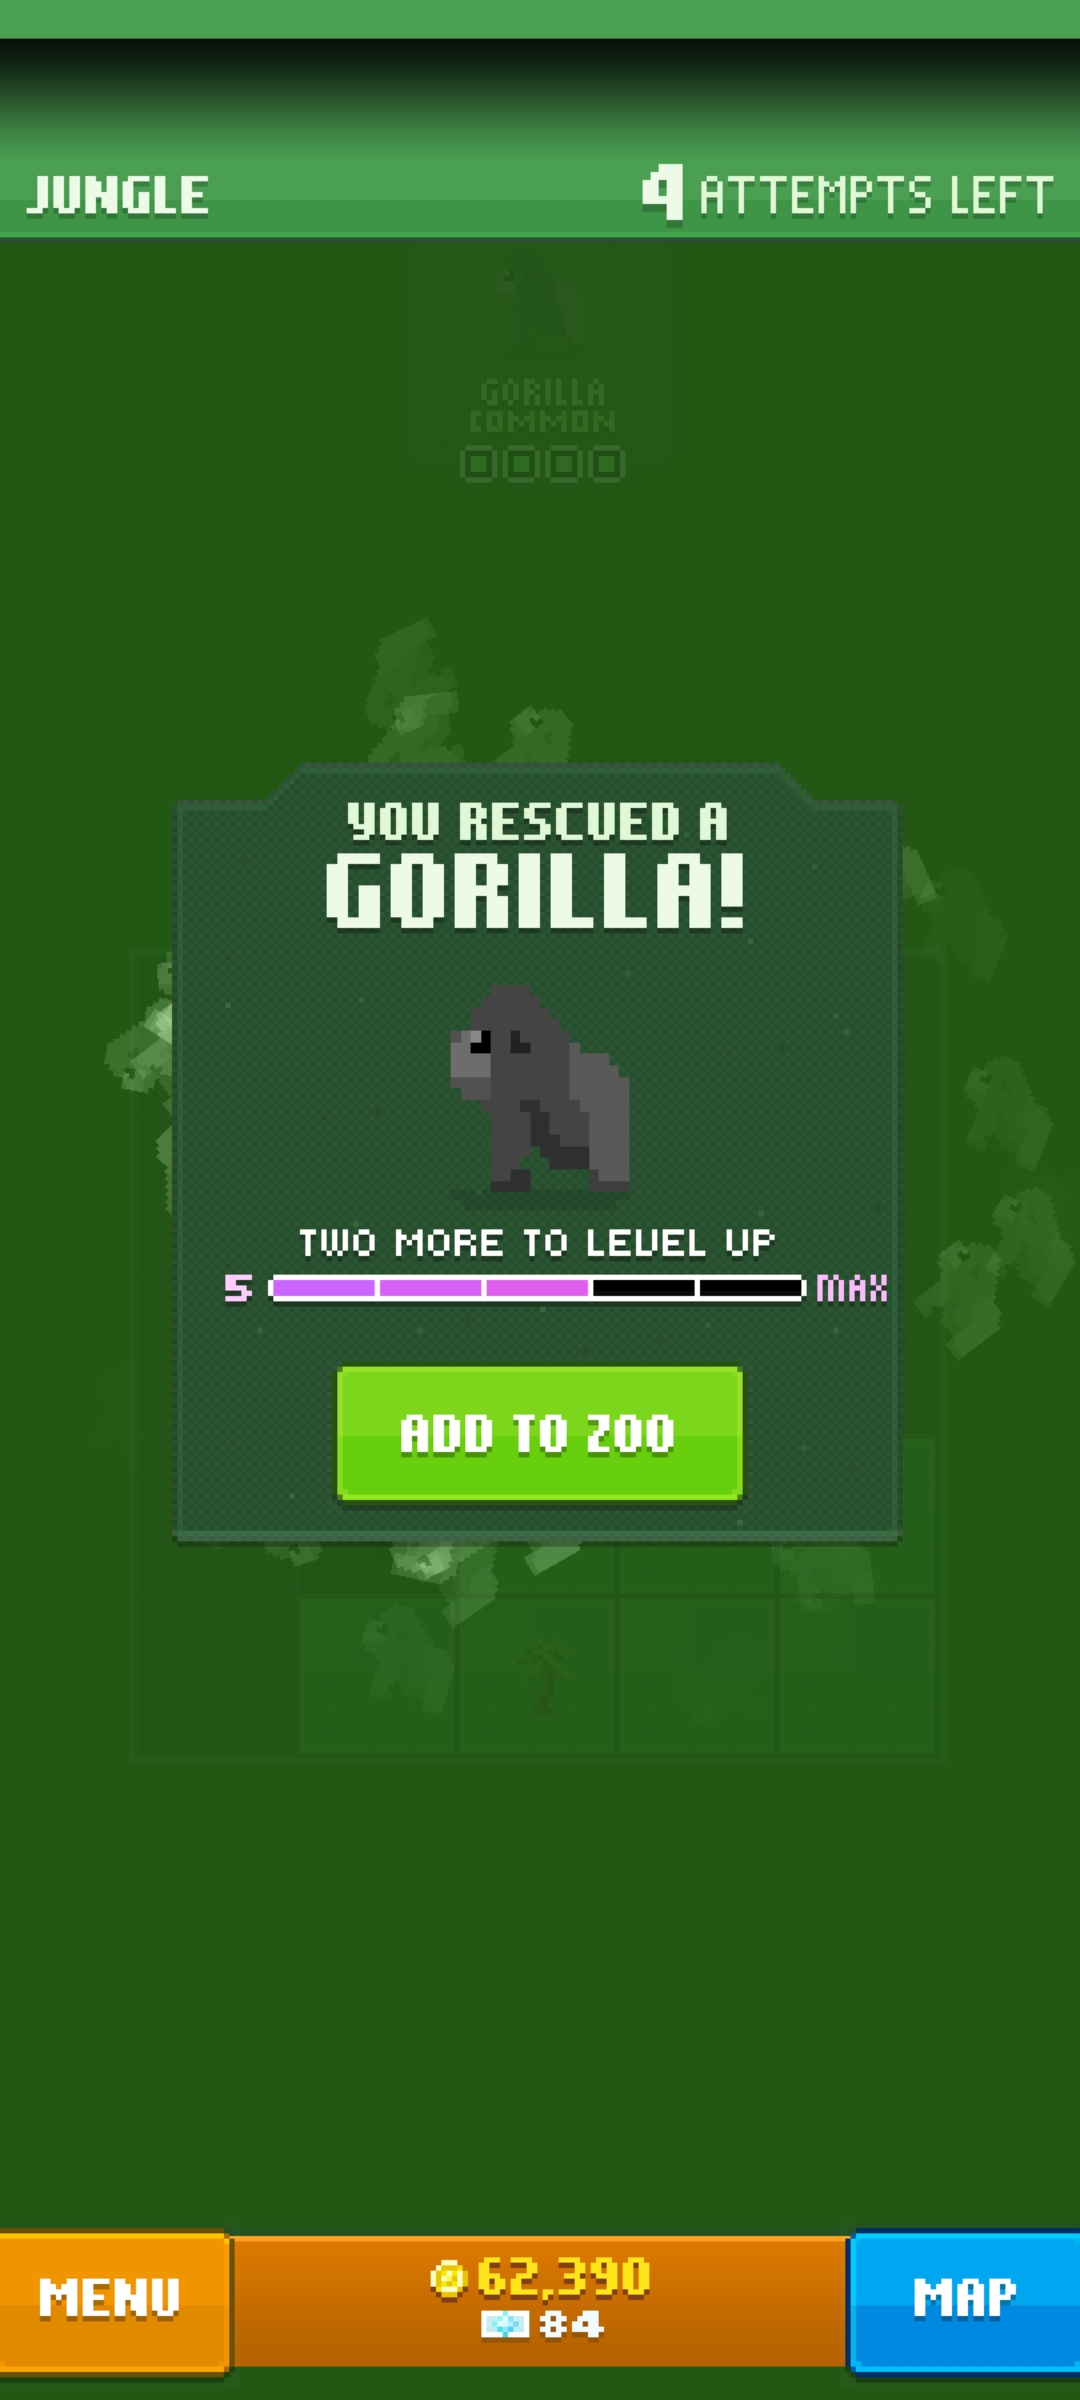 JUNGLE
4 ATTEMPTS LEFT
GORILLA
COMMON
YOU RESCUED A
GORILLA!
TWO MORE TO LEVEL UP
5 MAX
ADD TO ZOO
MENU
62,390
84
MAP